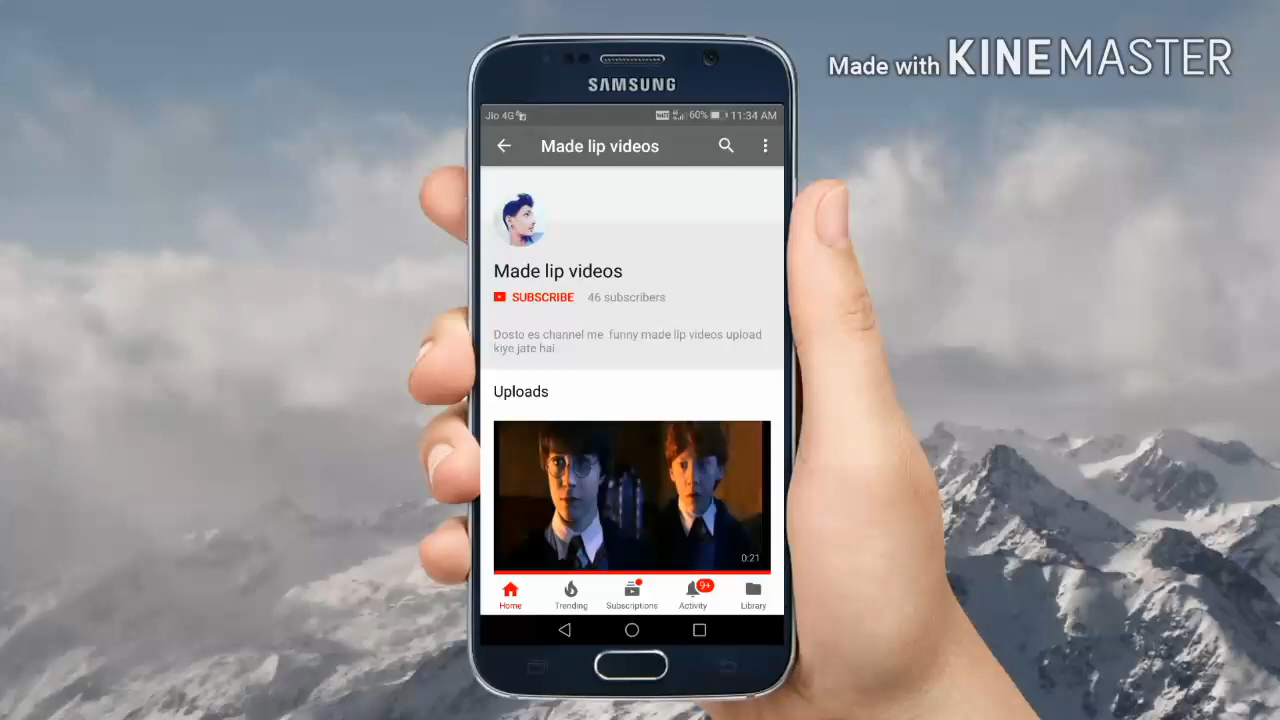 Made with KINEMASTER
SAMSUNG
Jio 4G
60% 11:34 AM
Made lip videos
Made lip videos
SUBSCRIBE 46 subscribers
Dosto es channel me funny made lip videos upload
kiye jate hai
Uploads
0:21
9+
Home Trending Subscriptions Activity Library